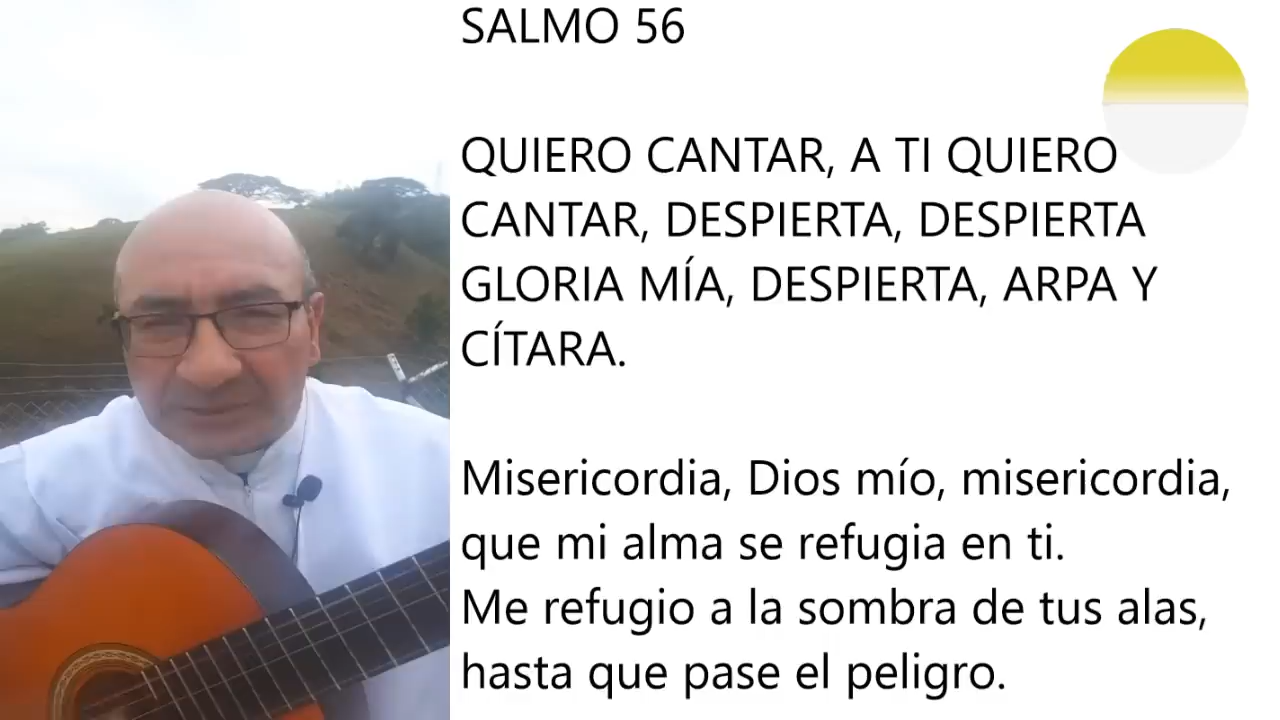 SALMO 56
QUIERO CANTAR, A TI QUIERO
CANTAR, DESPIERTA, DESPIERTA
GLORIA MÍA, DESPIERTA, ARPA Y
CÍTARA.
Misericordia, Dios mío, misericordia,
que mi alma se refugia en ti.
Me refugio a la sombra de tus alas,
hasta que pase el peligro.